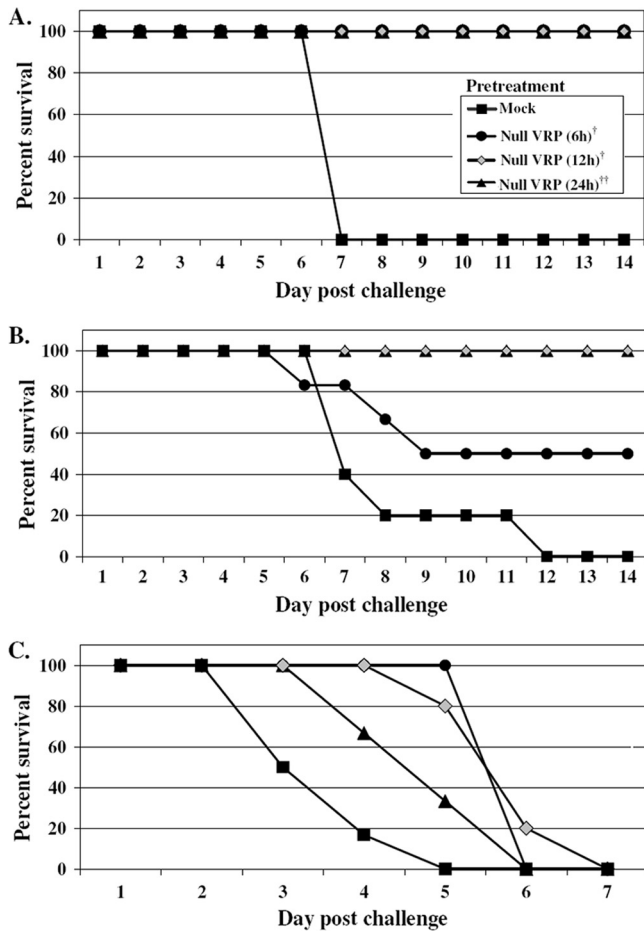 A.
100
80
60
40
20
0
Percent survival
Pretreatment
Mock
Null VRP (6h)†
Null VRP (12h)†
Null VRP (24h)††
1 2 3 4 5 6 7 8 9 10 11 12 13 14
Day post challenge
B.
100
80
60
40
20
0
Percent survival
1 2 3 4 5 6 7 8 9 10 11 12 13 14
Day post challenge
C.
100
80
60
40
20
0
Percent survival
1 2 3 4 5 6 7
Day post challenge